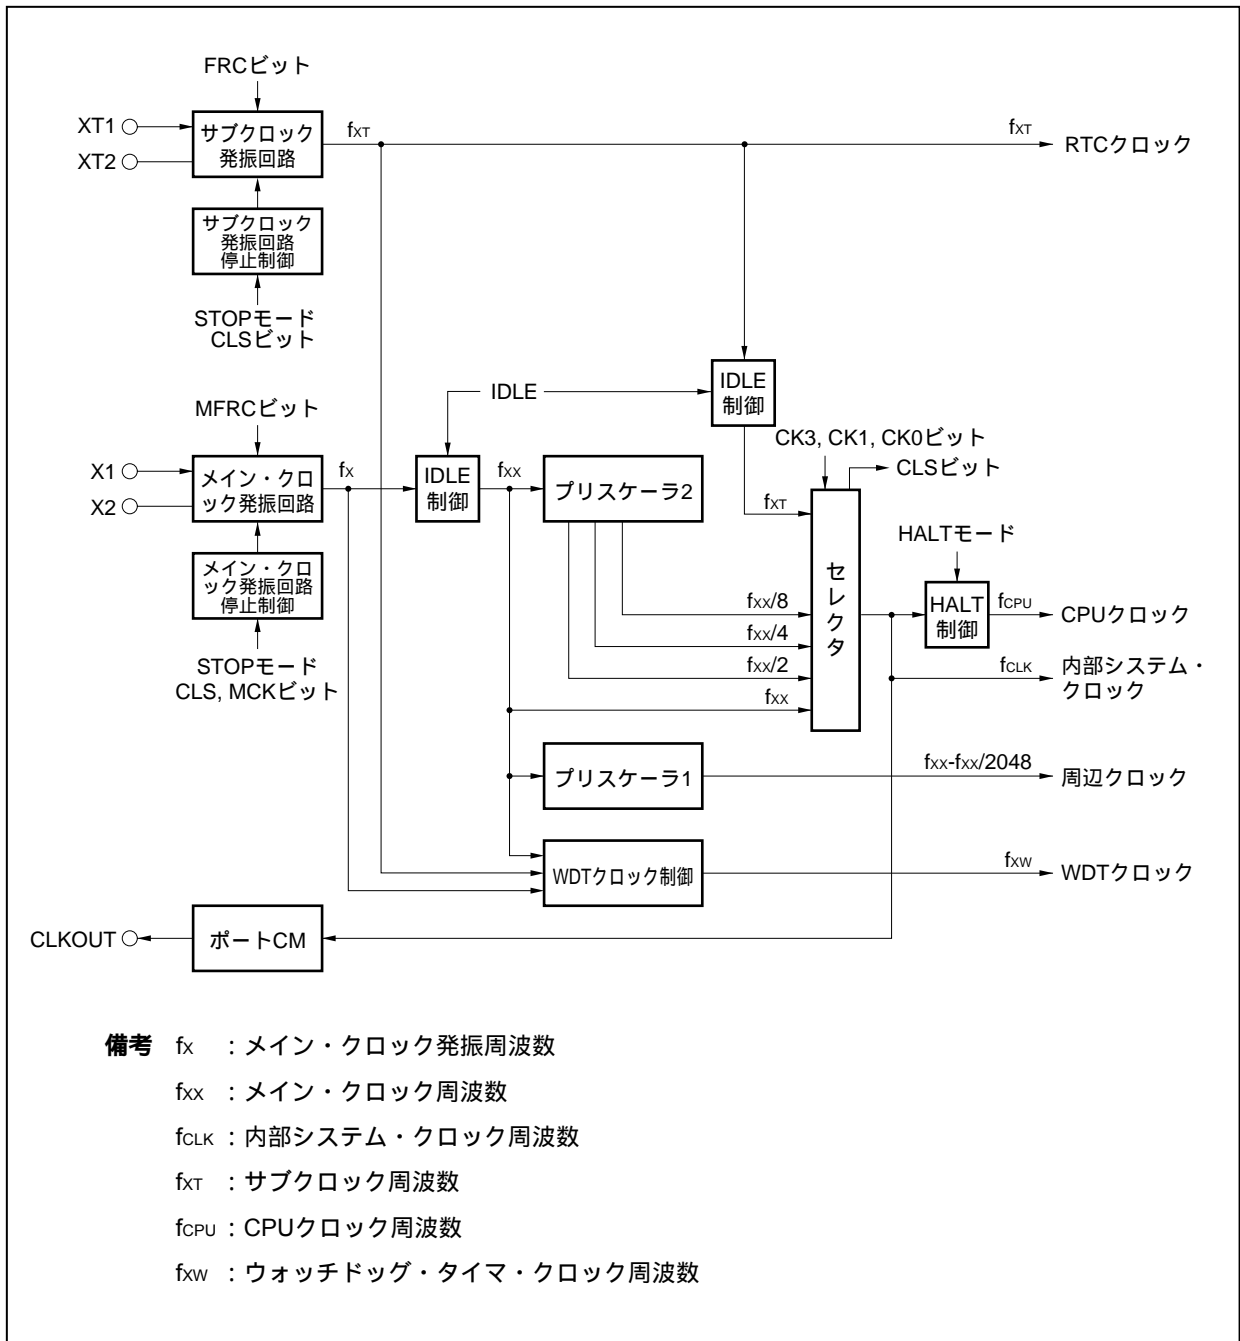 FRCビット
XT1
XT2
サブクロック
発振回路
fXT
fXT
RTCクロック
サブクロック
発振回路
停止制御
STOPモード
CLSビット
IDLE
IDLE
制御
MFRCビット
CK3, CK1, CK0ビット
CLSビット
X1
X2
メイン・クロ
ック発振回路
fX
IDLE
制御
fXX
プリスケーラ2
fXT
HALTモード
メイン・クロ
ック発振回路
停止制御
セレクタ
fXX/8
fXX/4
fXX/2
fXX
HALT
制御
fCPU
CPUクロック
STOPモード
CLS, MCKビット
fCLK
内部システム・
クロック
プリスケーラ1
fXX-fXX/2048
周辺クロック
WDTクロック制御
fXW
WDTクロック
CLKOUT
ポートCM
備考 fX : メイン・クロック発振周波数
fXX : メイン・クロック周波数
fCLK : 内部システム・クロック周波数
fXT : サブクロック周波数
fCPU : CPUクロック周波数
fXW : ウォッチドッグ・タイマ・クロック周波数